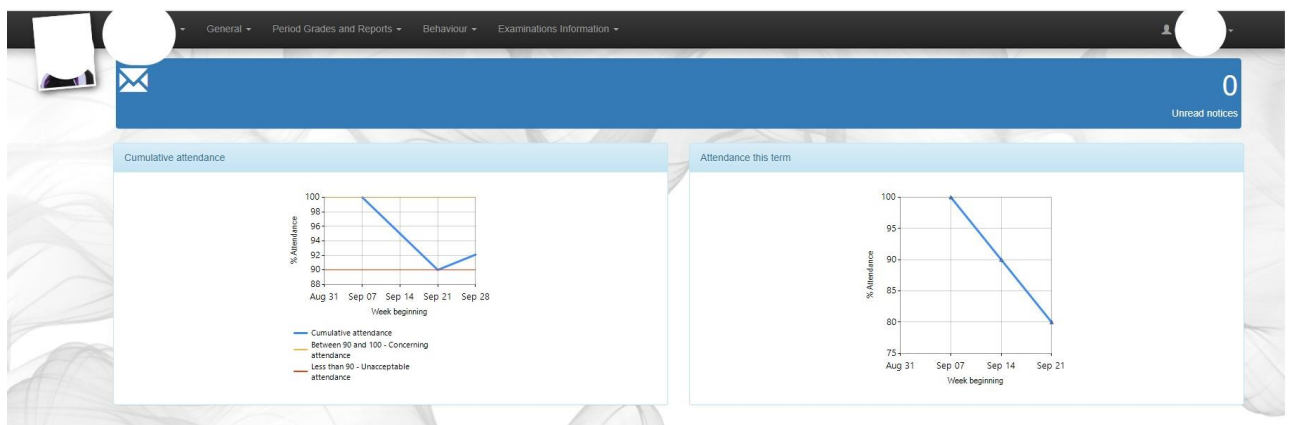 General Period Grades and Reports Behaviour Examinations Information
0
Unread notices
Cumulative attendance
100
98
96
94
92
90
88
% Attendance
Aug 31 Sep 07 Sep 14 Sep 21 Sep 28
Week beginning
Cumulative attendance
Between 90 and 100 - Concerning
attendance
Less than 90 - Unacceptable
attendance
Attendance this term
100
95
90
85
80
75
% Attendance
Aug 31 Sep 07 Sep 14 Sep 21
Week beginning